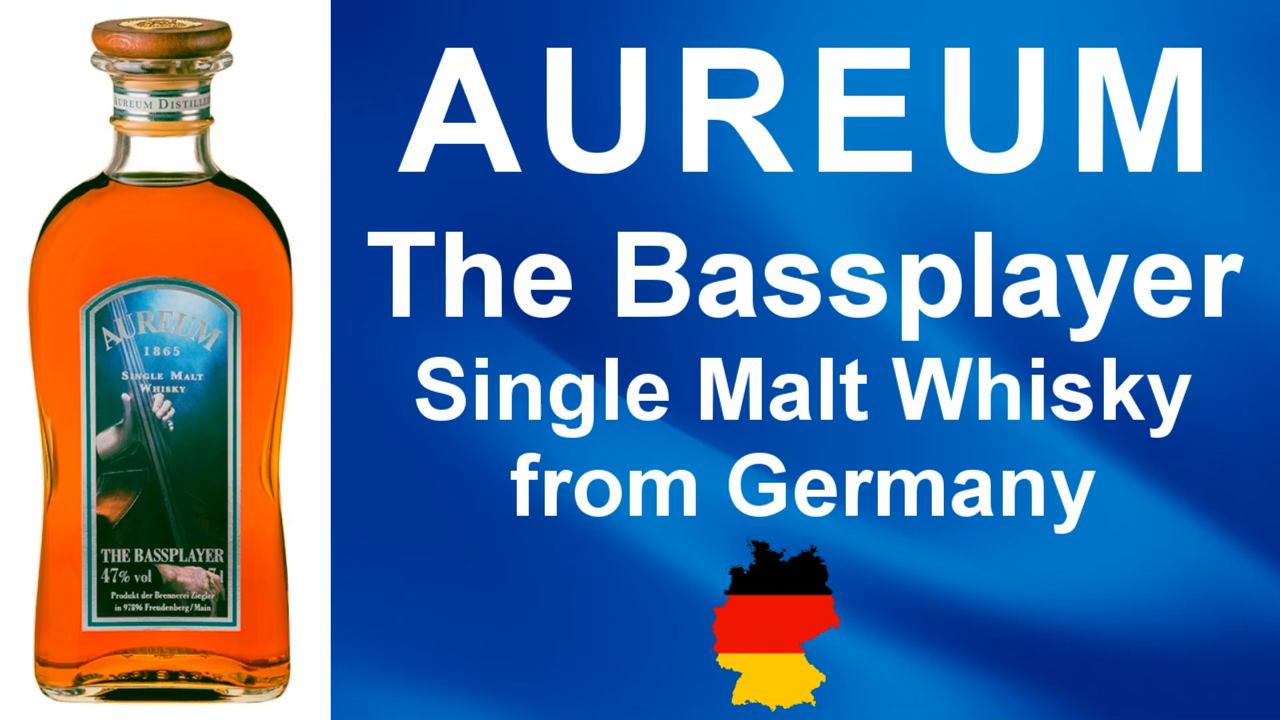 AUREUM DISTILLE
AUREUM
1865
SINGLE MALT
WHISKY
THE BASSPLAYER
47% vol
Produkt der Brennerei Ziegler
in 97896 Freudenberg/Main
AUREUM
The Bassplayer
Single Malt Whisky
from Germany